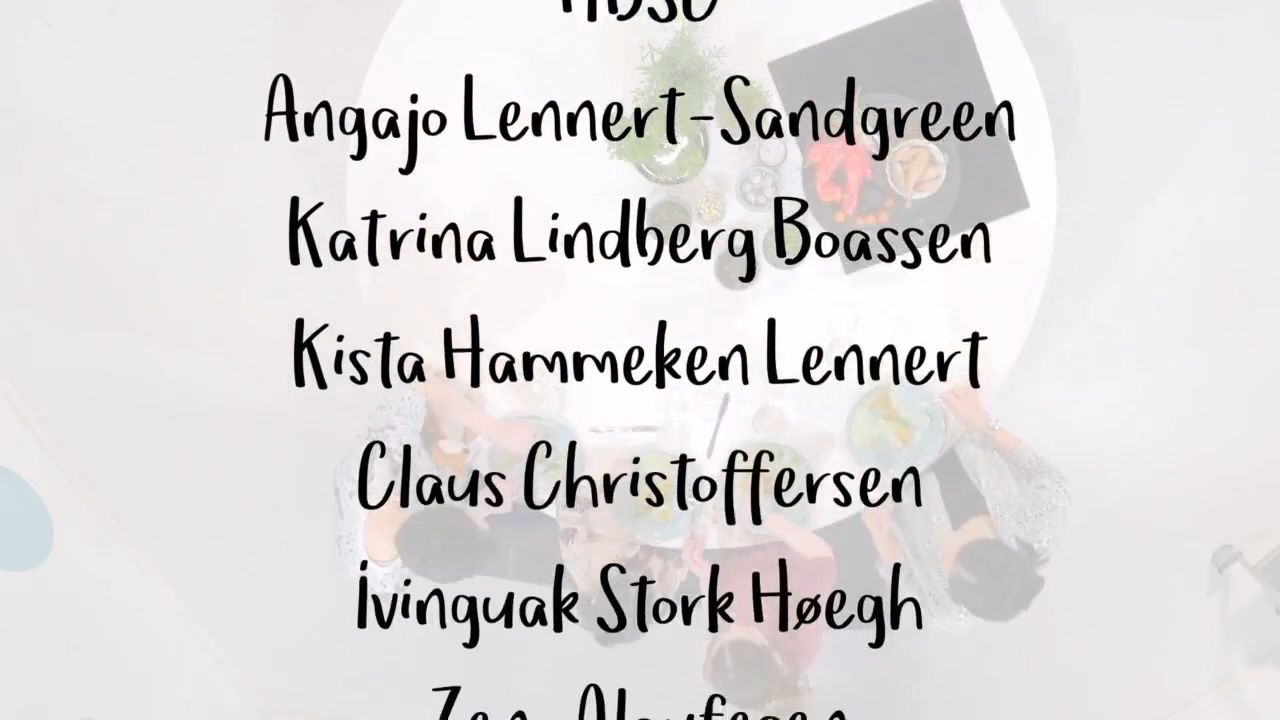 Angajo Lennert-Sandgreen
Katrina Lindberg Boassen
Kista Hammeken Lennert
Claus Christoffersen
Ivinguak Stork Høegh